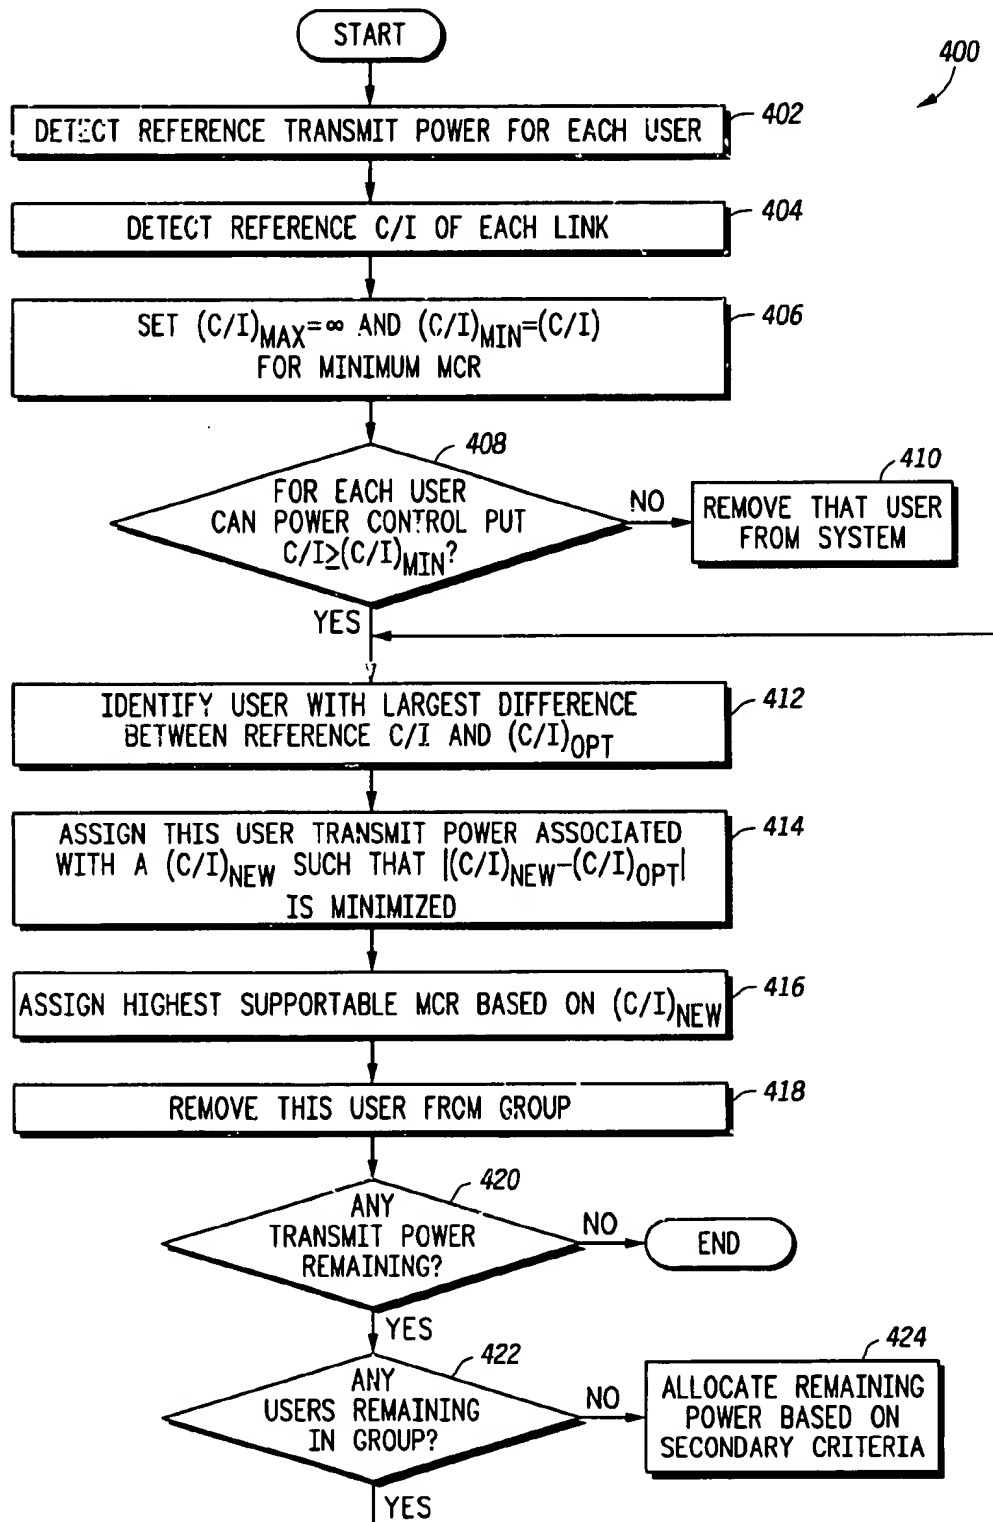 START
400
DETECT REFERENCE TRANSMIT POWER FOR EACH USER
402
DETECT REFERENCE C/I OF EACH LINK
404
SET (C/I)MAX=∞ AND (C/I)MIN=(C/I)
FOR MINIMUM MCR
406
408
FOR EACH USER
CAN POWER CONTROL PUT
C/I≥(C/I)MIN?
NO
410
REMOVE THAT USER
FROM SYSTEM
YES
IDENTIFY USER WITH LARGEST DIFFERENCE
BETWEEN REFERENCE C/I AND (C/I)OPT
412
ASSIGN THIS USER TRANSMIT POWER ASSOCIATED
WITH A (C/I)NEW SUCH THAT |(C/I)NEW-(C/I)OPT|
IS MINIMIZED
414
ASSIGN HIGHEST SUPPORTABLE MCR BASED ON (C/I)NEW
416
REMOVE THIS USER FROM GROUP
418
420
ANY
TRANSMIT POWER
REMAINING?
NO
END
YES
422
ANY
USERS REMAINING
IN GROUP?
NO
424
ALLOCATE REMAINING
POWER BASED ON
SECONDARY CRITERIA
YES